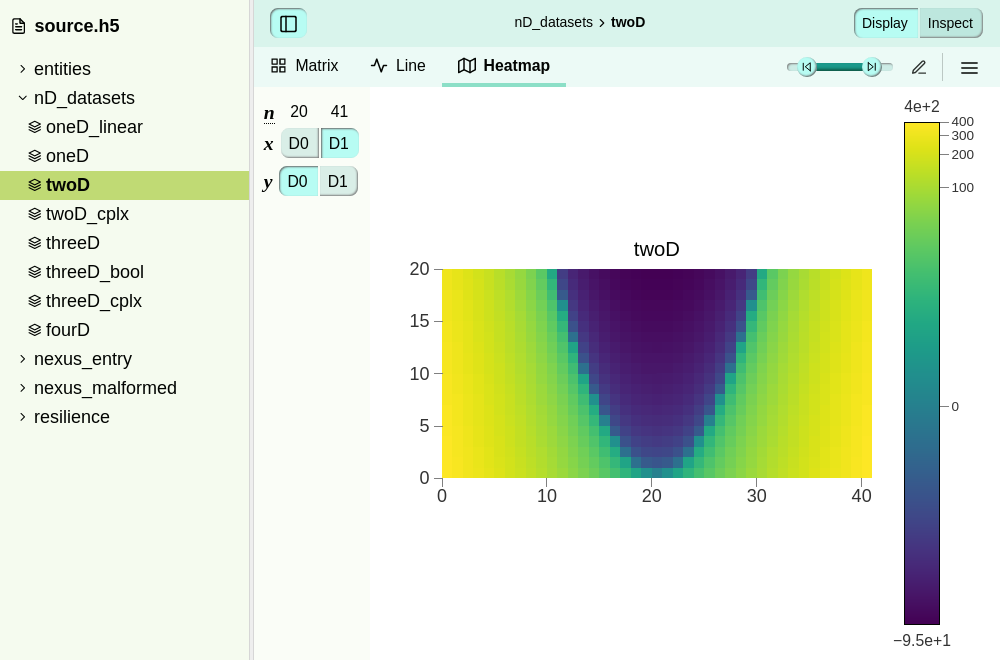 source.h5
entities
nD_datasets
oneD_linear
oneD
twoD
twoD_cplx
threeD
threeD_bool
threeD_cplx
fourD
nexus_entry
nexus_malformed
resilience
nD_datasets › twoD
Display Inspect
Matrix Line Heatmap
n 20 41
x D0 D1
y D0 D1
twoD
20
15
10
5
0
0 10 20 30 40
4e+2
400
300
200
100
0
−9.5e+1